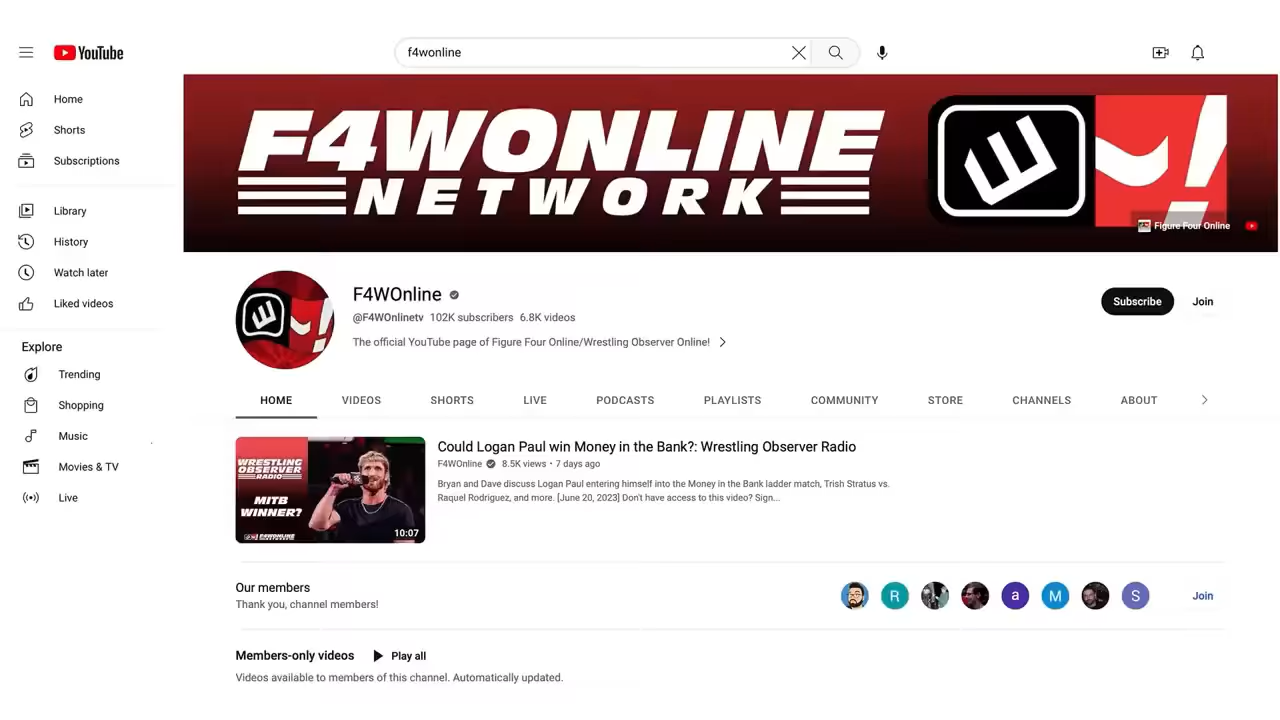 YouTube
f4wonline
Home
Shorts
Subscriptions
Library
History
Watch later
Liked videos
Explore
Trending
Shopping
Music
Movies & TV
Live
F4WONLINE
NETWORK
Figure Four Online
F4WOnline
@F4WOnlinetv 102K subscribers 6.8K videos
The official YouTube page of Figure Four Online/Wrestling Observer Online!
Subscribe
Join
HOME VIDEOS SHORTS LIVE PODCASTS PLAYLISTS COMMUNITY STORE CHANNELS ABOUT
WRESTLING
OBSERVER
RADIO
MITB
WINNER?
F4WONLINE
NETWORK
10:07
Could Logan Paul win Money in the Bank?: Wrestling Observer Radio
F4WOnline 8.5K views • 7 days ago
Bryan and Dave discuss Logan Paul entering himself into the Money in the Bank ladder match, Trish Stratus vs.
Raquel Rodriguez, and more. [June 20, 2023] Don't have access to this video? Sign...
Our members
Thank you, channel members!
R a M S
Join
Members-only videos Play all
Videos available to members of this channel. Automatically updated.